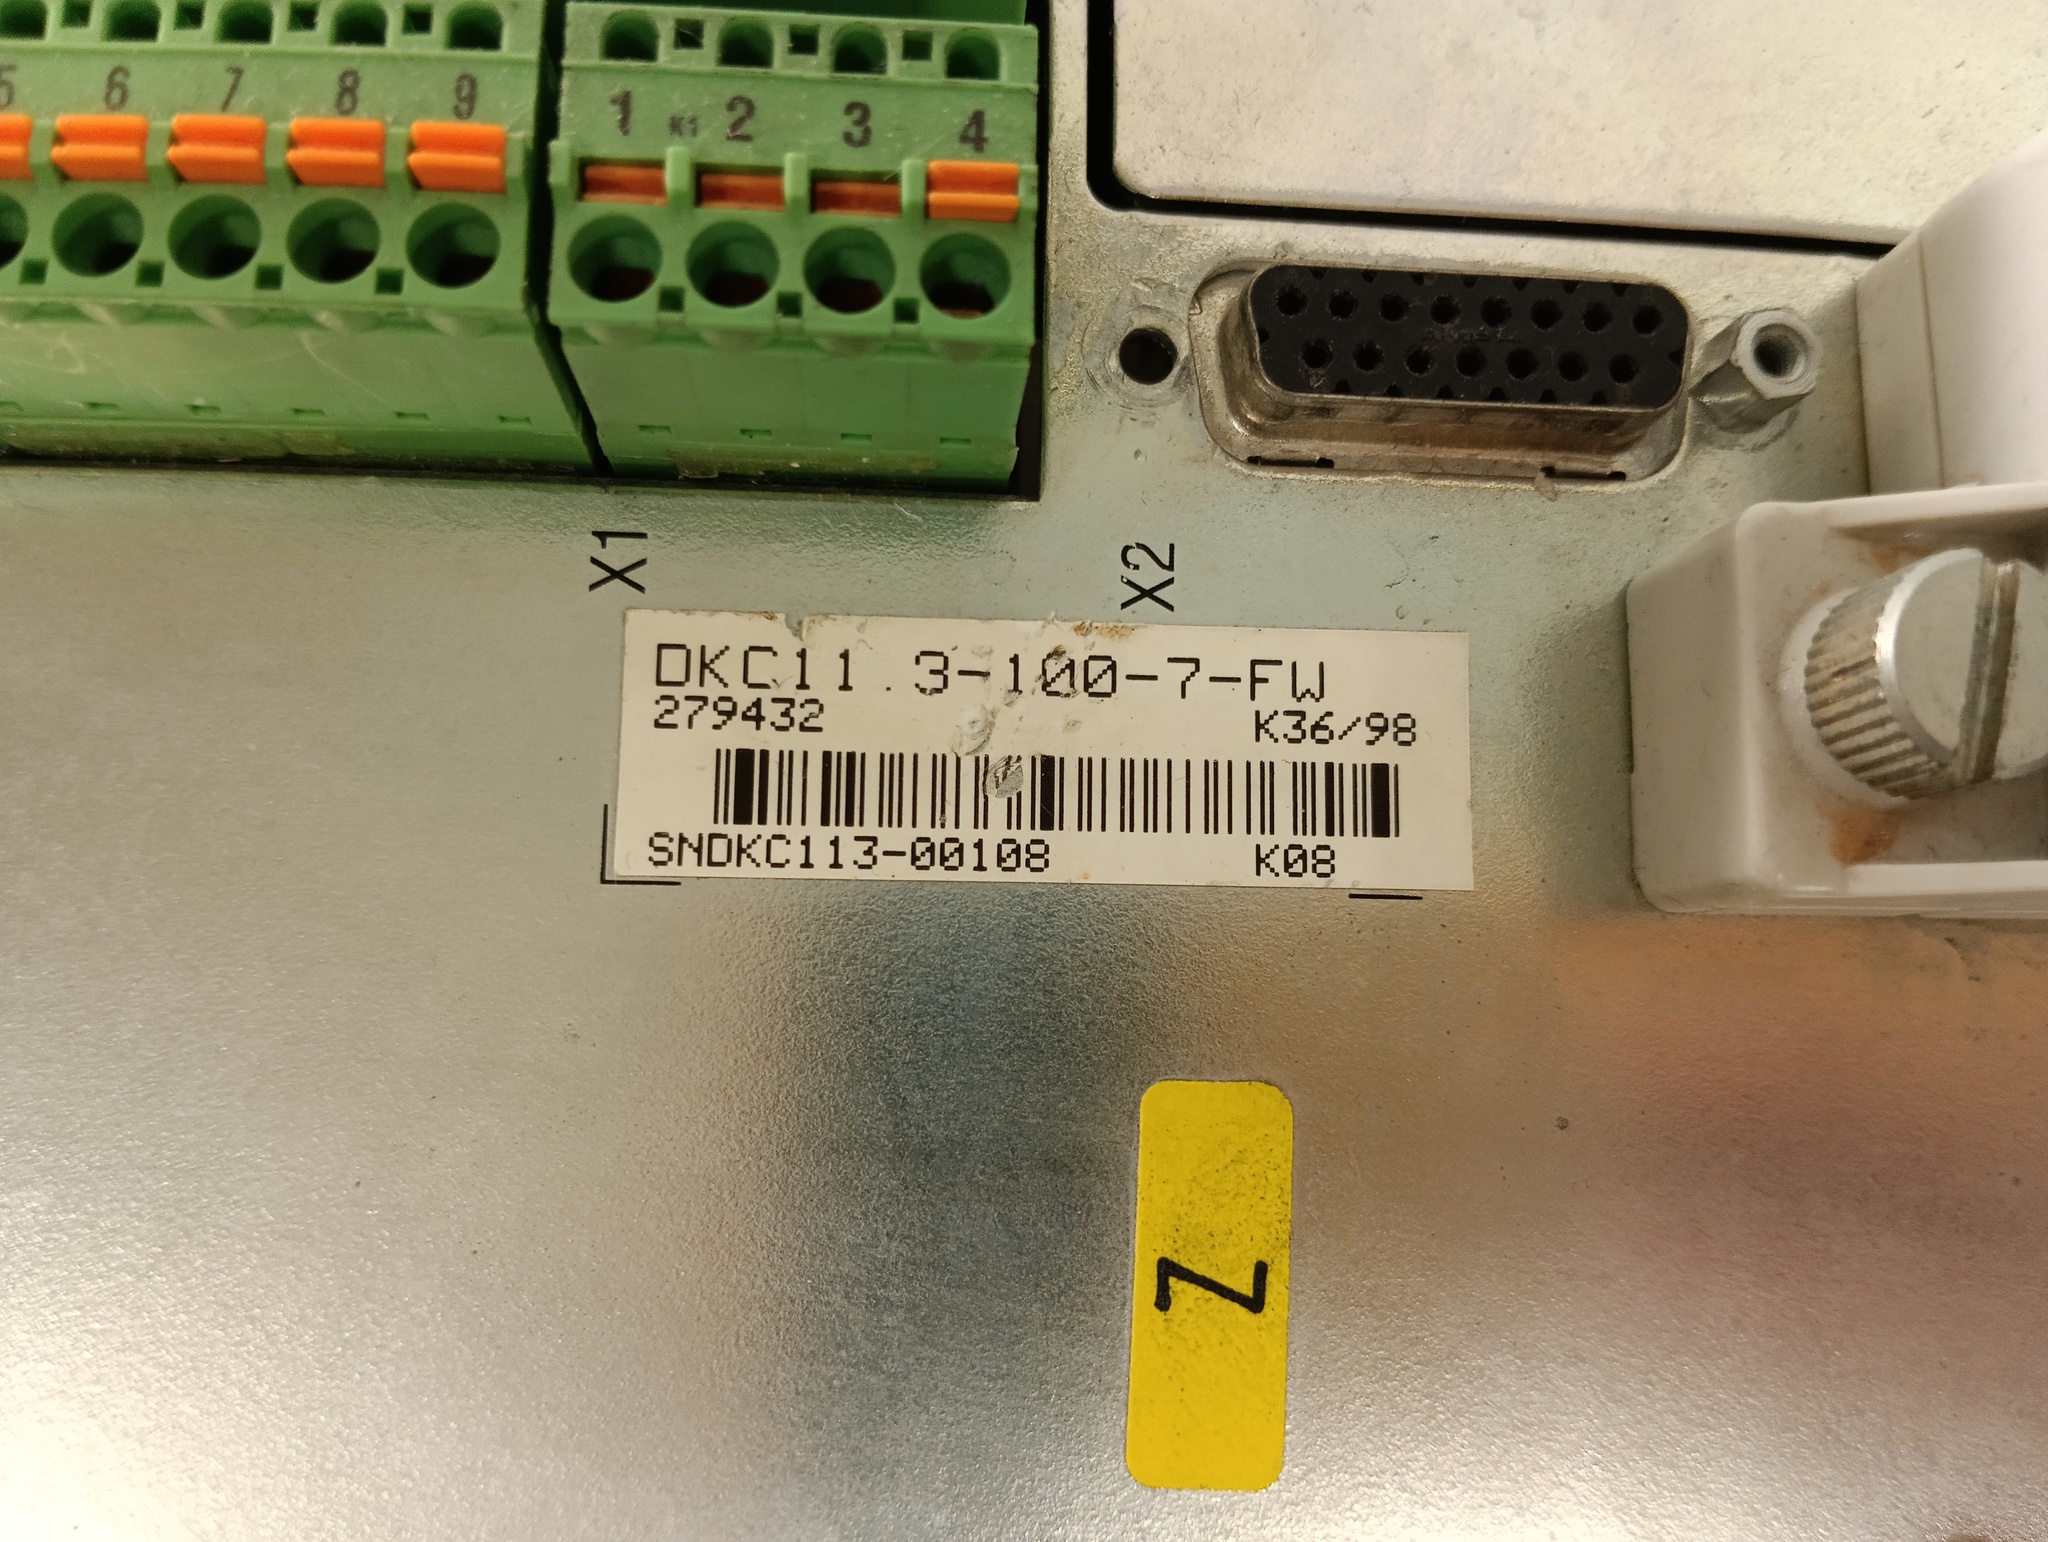 5 6 7 8 9
1 K1 2 3 4
X1
X2
DKC11.3-100-7-FW
279432 K36/98
SNDKC113-00108 K08
Z